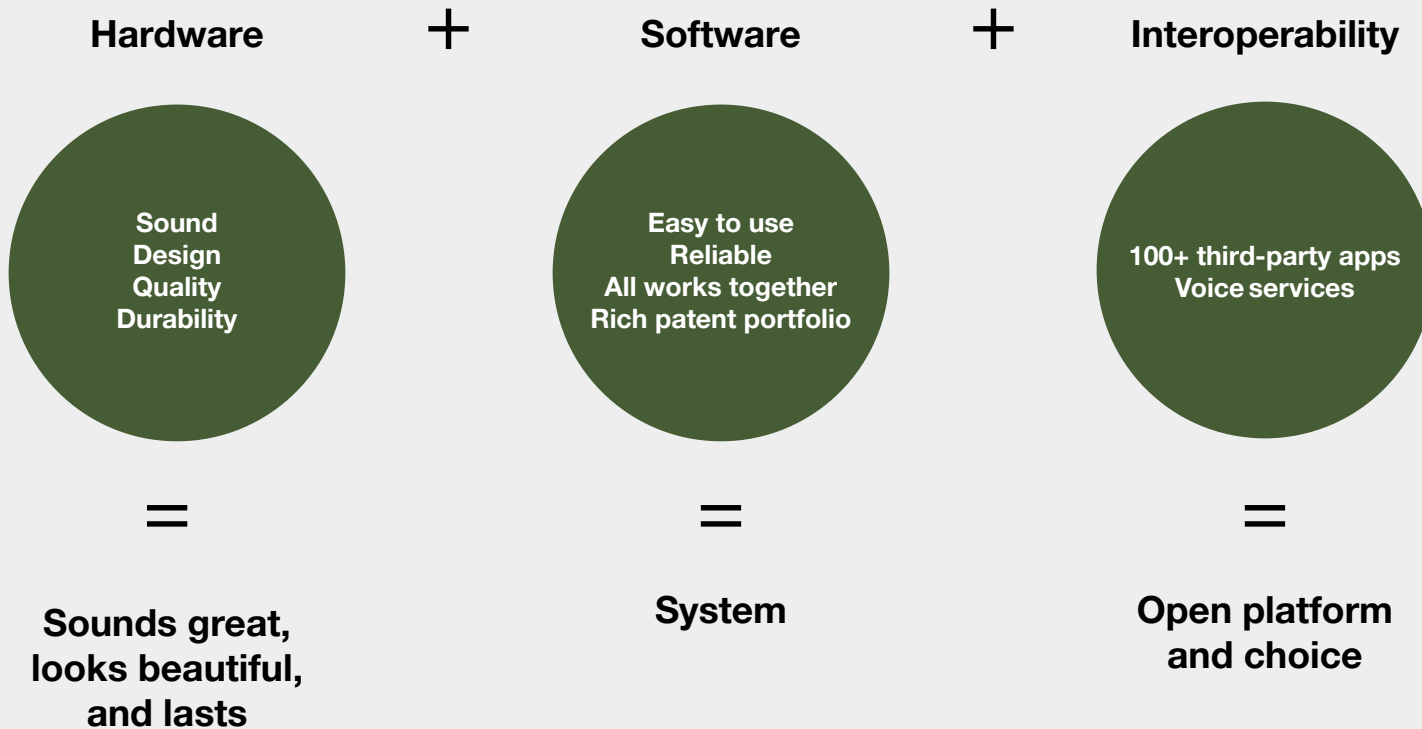 Hardware + Software + Interoperability
Sound
Design
Quality
Durability
Easy to use
Reliable
All works together
Rich patent portfolio
100+ third-party apps
Voice services
= = =
Sounds great,
looks beautiful,
and lasts
System
Open platform
and choice